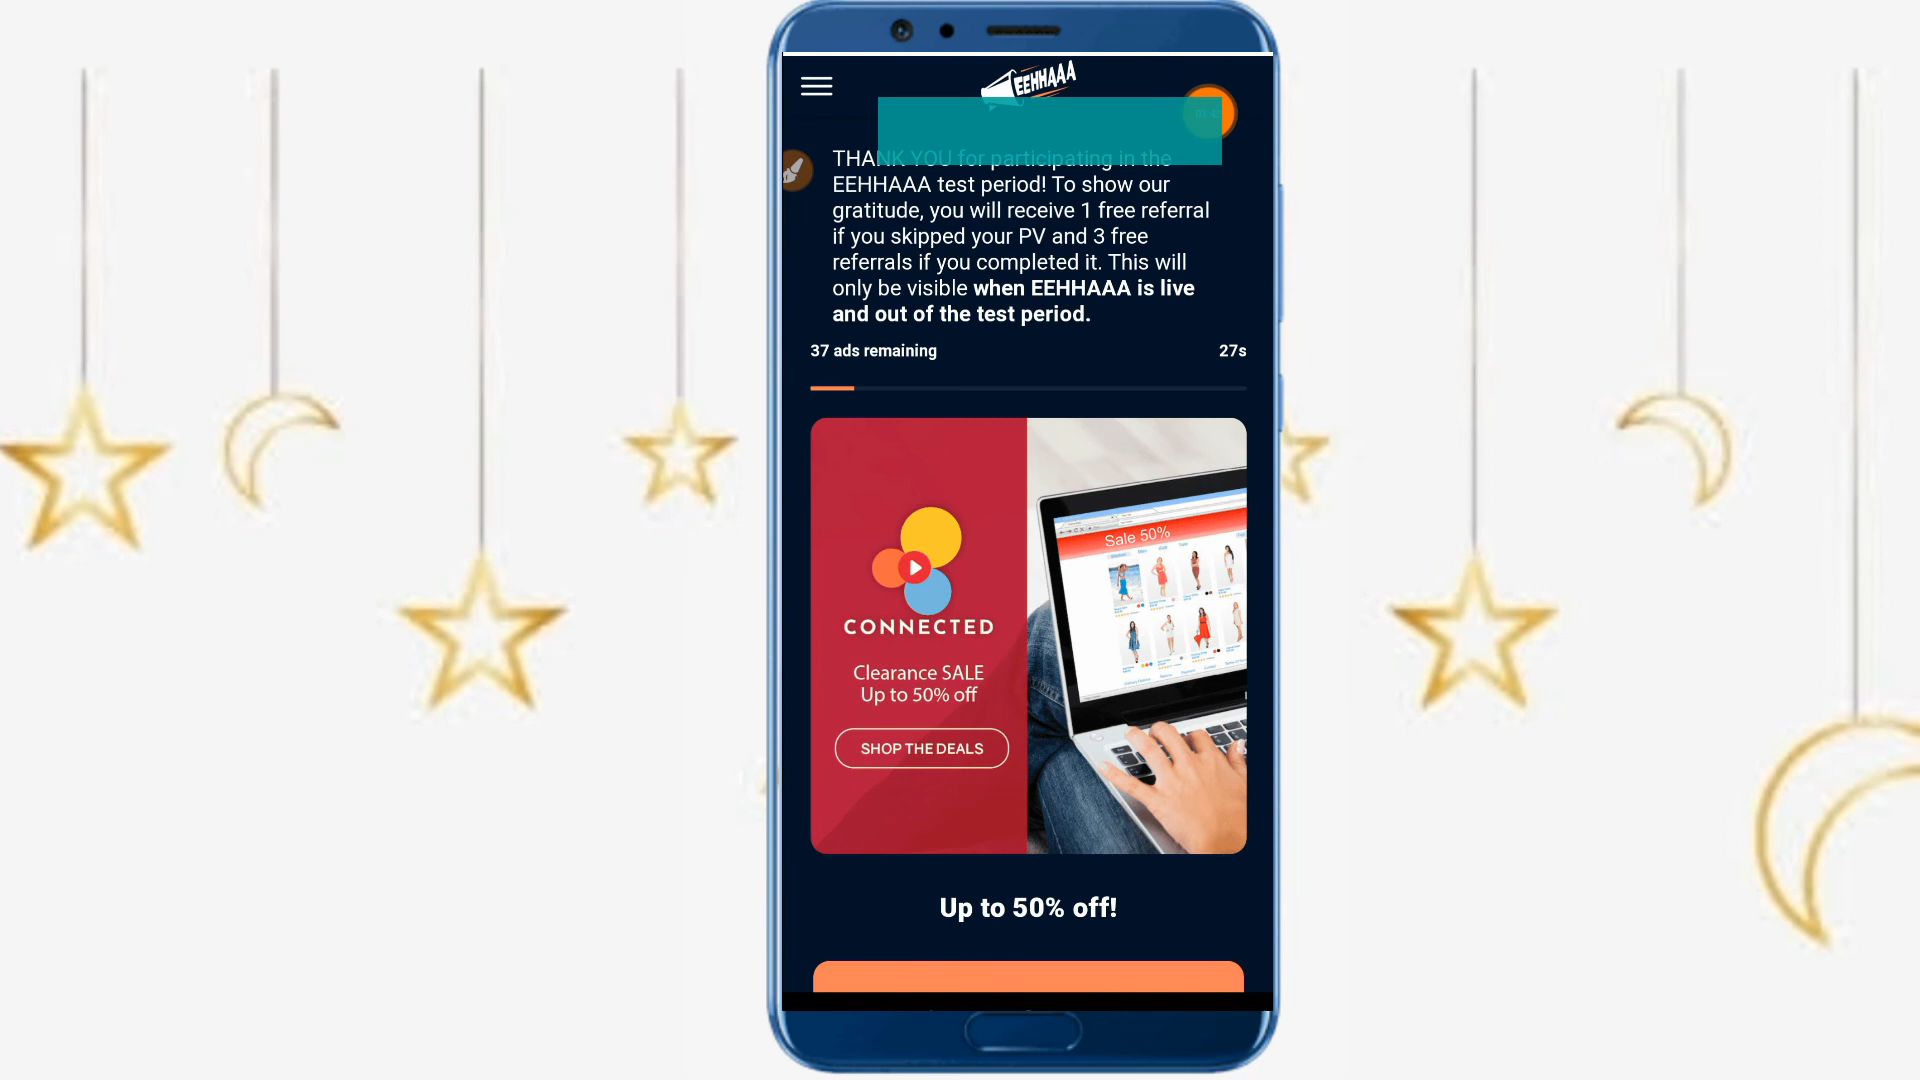 EEHHAAA
THANK YOU for participating in the
EEHHAAA test period! To show our
gratitude, you will receive 1 free referral
if you skipped your PV and 3 free
referrals if you completed it. This will
only be visible when EEHHAAA is live
and out of the test period.
37 ads remaining
27s
Sale 50%
CONNECTED
Clearance SALE
Up to 50% off
SHOP THE DEALS
Up to 50% off!